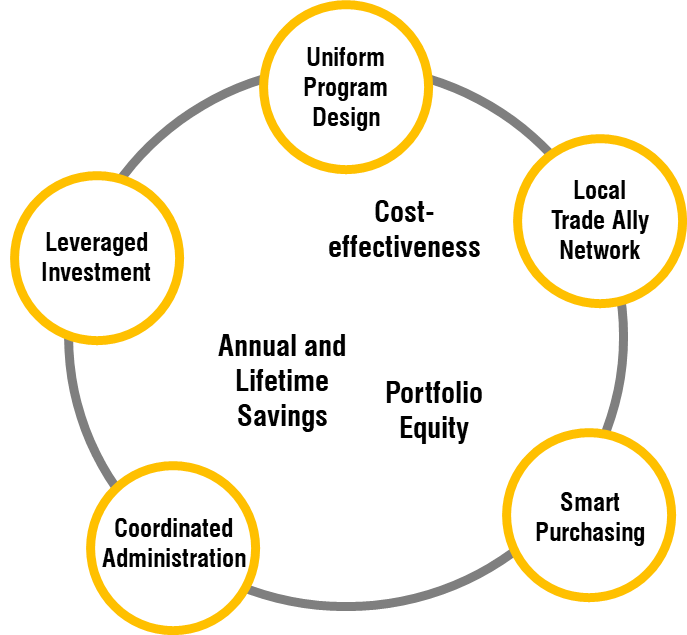 Uniform
Program
Design
Local
Trade Ally
Network
Cost-
effectiveness
Leveraged
Investment
Annual and
Lifetime
Savings
Portfolio
Equity
Smart
Purchasing
Coordinated
Administration